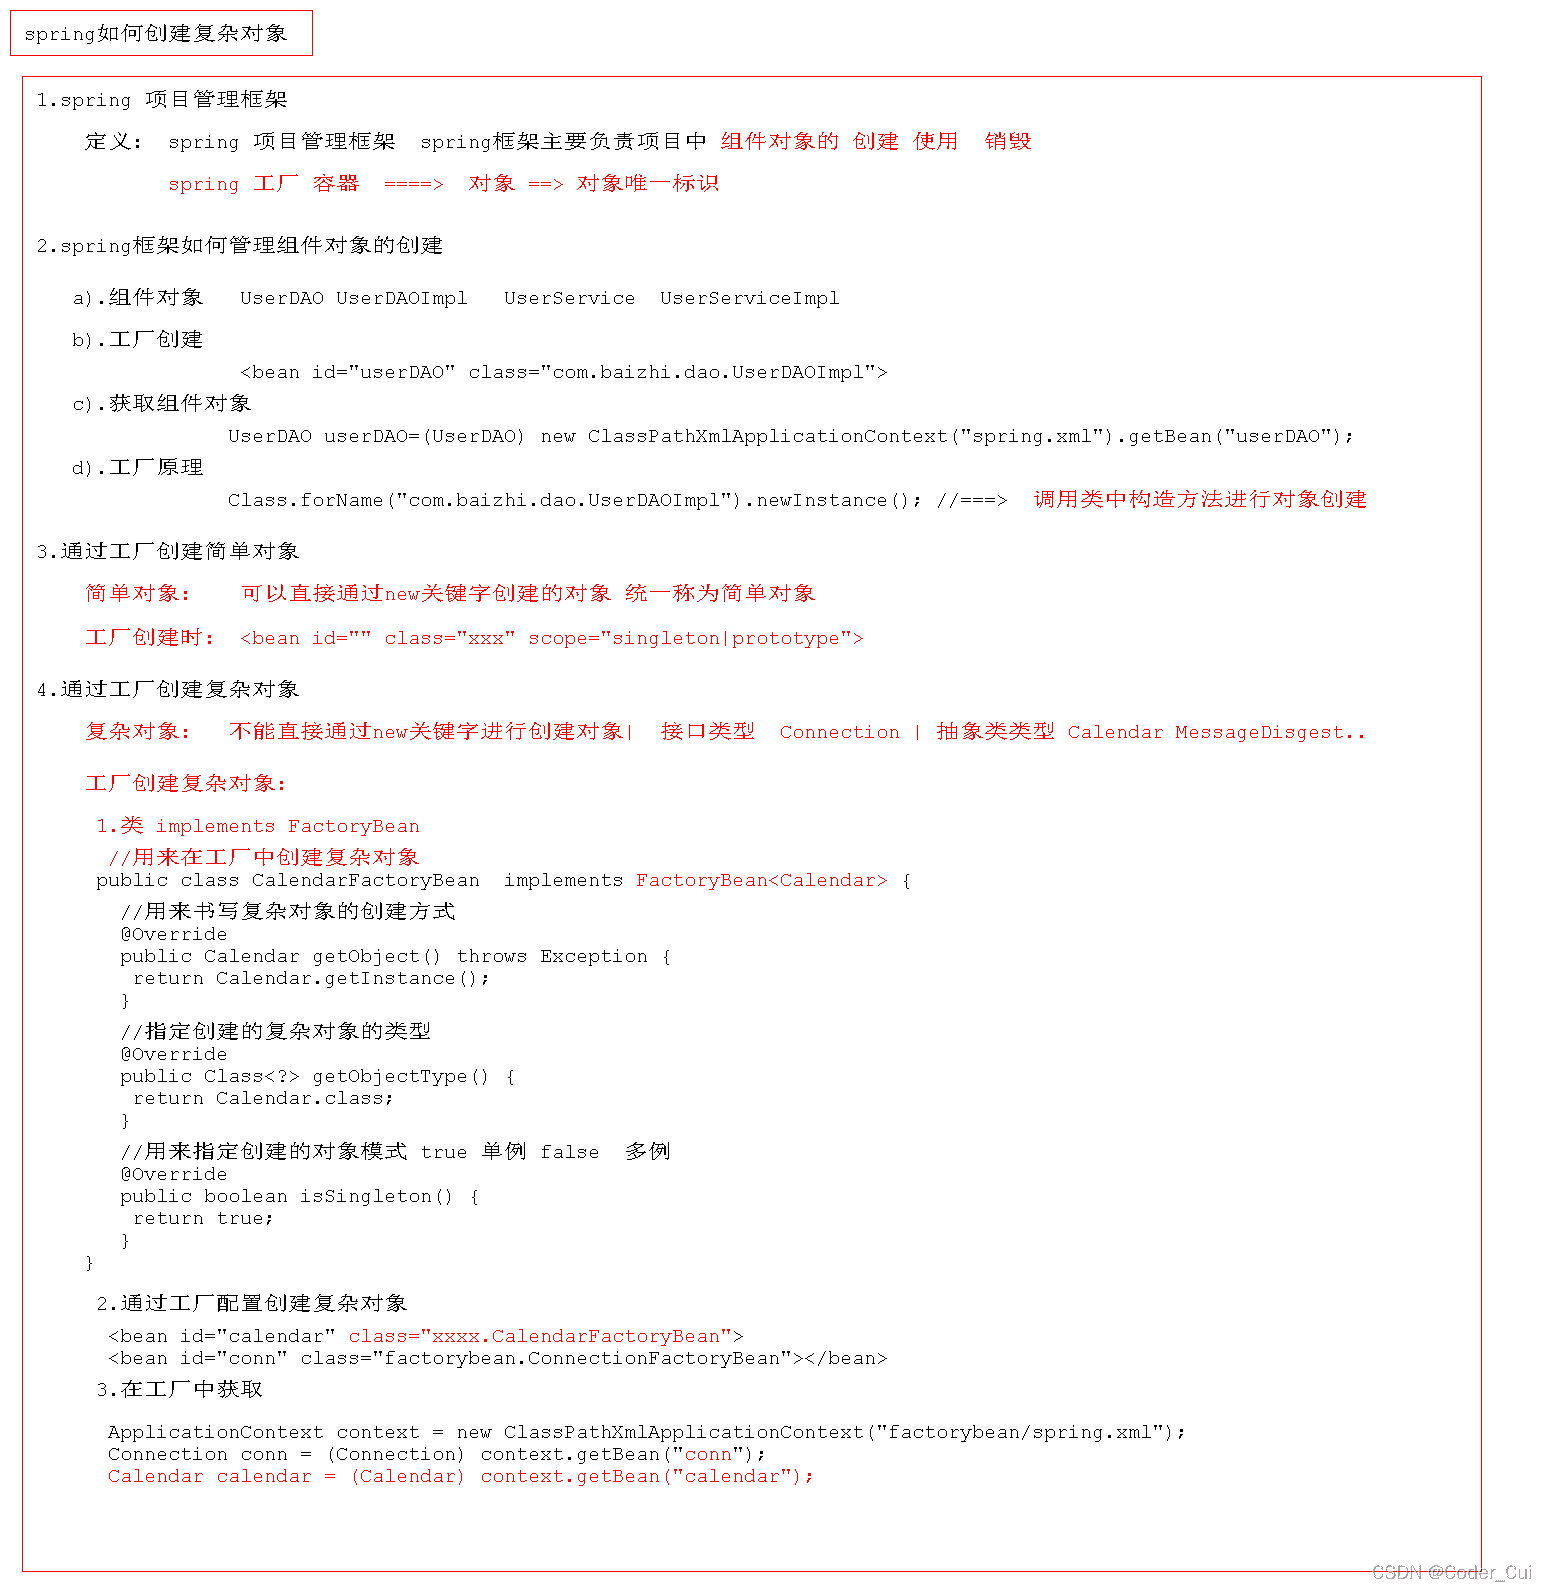 spring如何创建复杂对象
1.spring 项目管理框架
定义: spring 项目管理框架 spring框架主要负责项目中 组件对象的 创建 使用 销毁
spring 工厂 容器 ====> 对象 ==> 对象唯一标识
2.spring框架如何管理组件对象的创建
a).组件对象 UserDAO UserDAOImpl UserService UserServiceImpl
b).工厂创建
<bean id="userDAO" class="com.baizhi.dao.UserDAOImpl">
c).获取组件对象
UserDAO userDAO=(UserDAO) new ClassPathXmlApplicationContext("spring.xml").getBean("userDAO");
d).工厂原理
Class.forName("com.baizhi.dao.UserDAOImpl").newInstance(); //===> 调用类中构造方法进行对象创建
3.通过工厂创建简单对象
简单对象: 可以直接通过new关键字创建的对象 统一称为简单对象
工厂创建时: <bean id="" class="xxx" scope="singleton|prototype">
4.通过工厂创建复杂对象
复杂对象: 不能直接通过new关键字进行创建对象| 接口类型 Connection | 抽象类类型 Calendar MessageDisgest..
工厂创建复杂对象:
1.类 implements FactoryBean
//用来在工厂中创建复杂对象
public class CalendarFactoryBean implements FactoryBean<Calendar> {
//用来书写复杂对象的创建方式
@Override
public Calendar getObject() throws Exception {
return Calendar.getInstance();
}
//指定创建的复杂对象的类型
@Override
public Class<?> getObjectType() {
return Calendar.class;
}
//用来指定创建的对象模式 true 单例 false 多例
@Override
public boolean isSingleton() {
return true;
}
}
2.通过工厂配置创建复杂对象
<bean id="calendar" class="xxxx.CalendarFactoryBean">
<bean id="conn" class="factorybean.ConnectionFactoryBean"></bean>
3.在工厂中获取
ApplicationContext context = new ClassPathXmlApplicationContext("factorybean/spring.xml");
Connection conn = (Connection) context.getBean("conn");
Calendar calendar = (Calendar) context.getBean("calendar");
CSDN @Coder_Cui